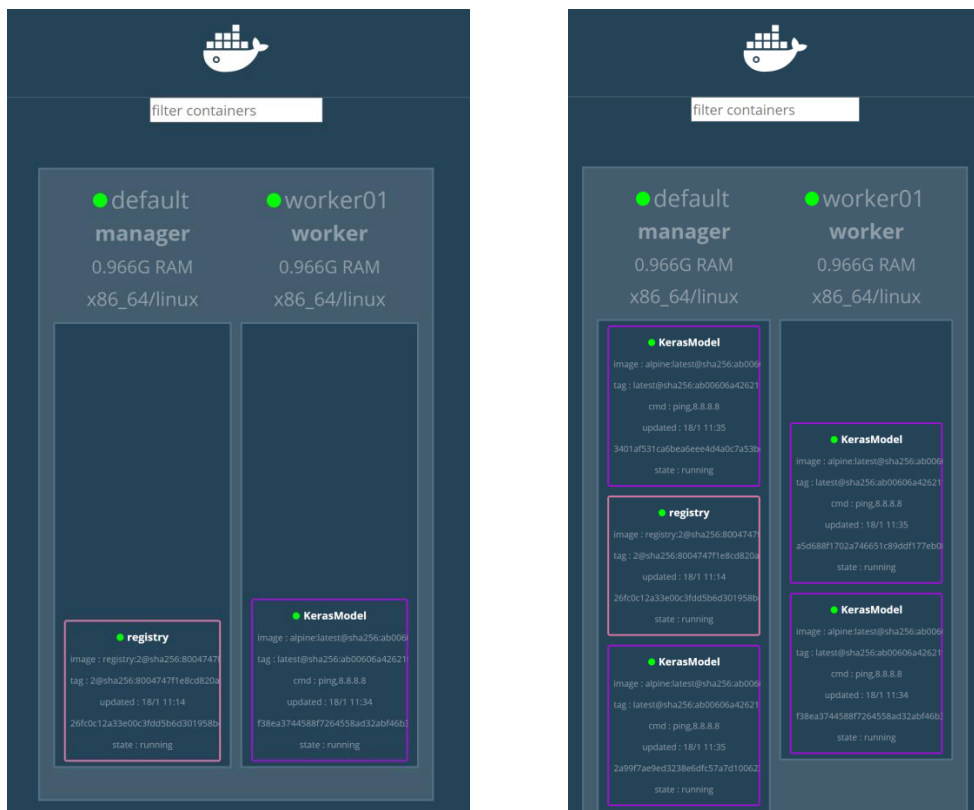 filter containers
default
manager
0.966G RAM
x86_64/linux
worker01
worker
0.966G RAM
x86_64/linux
registry
image : registry:2@sha256:8004747f
tag : 2@sha256:8004747f1e8cd820a
updated : 18/1 11:14
26fc0c12a33e00c3fdd5b6d301958b
state : running
KerasModel
image : alpine:latest@sha256:ab006
tag : latest@sha256:ab00606a42621
cmd : ping,8.8.8.8
updated : 18/1 11:34
f38ea3744588f7264558ad32abf46b
state : running
filter containers
default
manager
0.966G RAM
x86_64/linux
worker01
worker
0.966G RAM
x86_64/linux
KerasModel
image : alpine:latest@sha256:ab006
tag : latest@sha256:ab00606a42621
cmd : ping,8.8.8.8
updated : 18/1 11:35
3401af531ca6bea6eee4d4a0c7a53b
state : running
registry
image : registry:2@sha256:8004747f
tag : 2@sha256:8004747f1e8cd820a
updated : 18/1 11:14
26fc0c12a33e00c3fdd5b6d301958b
state : running
KerasModel
image : alpine:latest@sha256:ab006
tag : latest@sha256:ab00606a42621
cmd : ping,8.8.8.8
updated : 18/1 11:35
2a99f7ae9ed3238e6dfc57a7d10062
state : running
KerasModel
image : alpine:latest@sha256:ab006
tag : latest@sha256:ab00606a42621
cmd : ping,8.8.8.8
updated : 18/1 11:35
a5d688f1702a746651c89ddf177eb0
state : running
KerasModel
image : alpine:latest@sha256:ab006
tag : latest@sha256:ab00606a42621
cmd : ping,8.8.8.8
updated : 18/1 11:34
f38ea3744588f7264558ad32abf46b
state : running